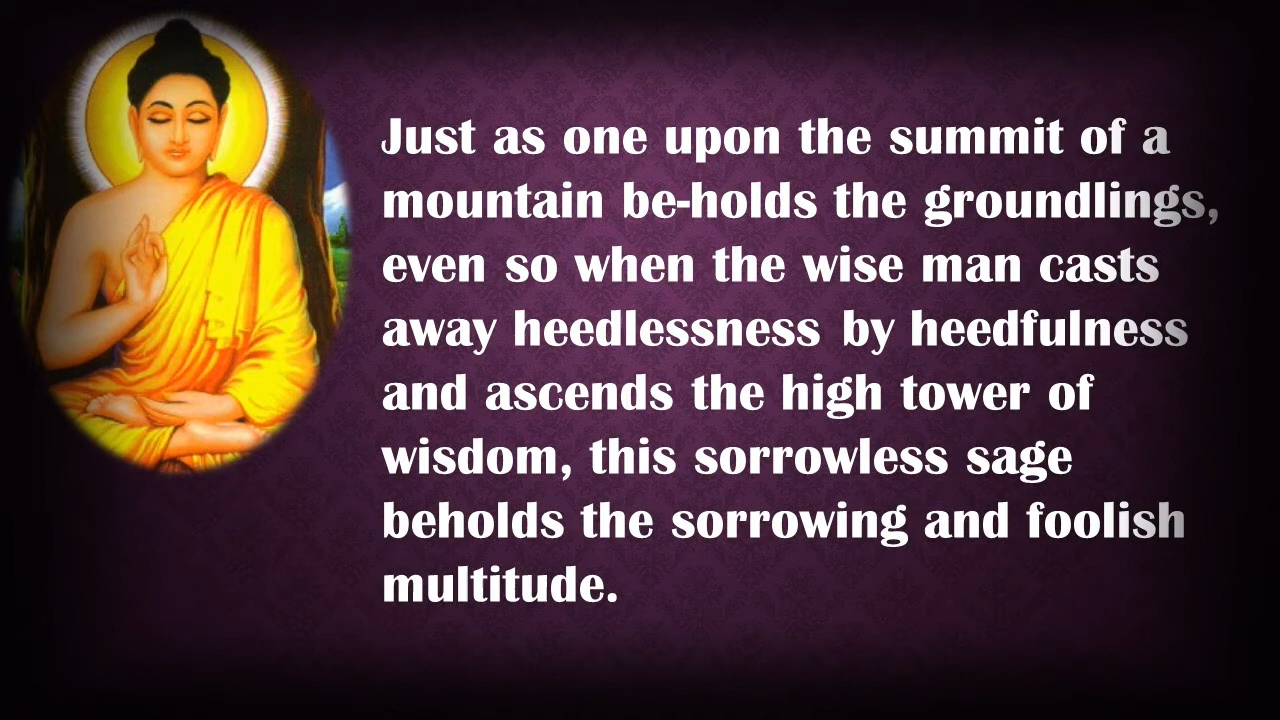 Just as one upon the summit of a
mountain be-holds the groundlings,
even so when the wise man casts
away heedlessness by heedfulness
and ascends the high tower of
wisdom, this sorrowless sage
beholds the sorrowing and foolish
multitude.